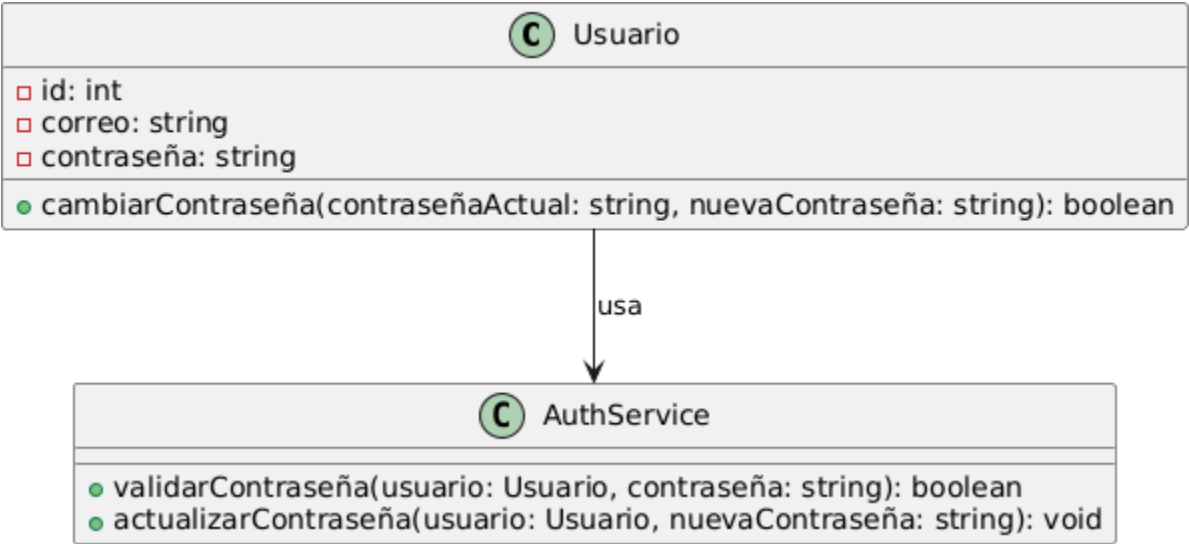 C Usuario
id: int
correo: string
contraseña: string
cambiarContraseña(contraseñaActual: string, nuevaContraseña: string): boolean
usa
C AuthService
validarContraseña(usuario: Usuario, contraseña: string): boolean
actualizarContraseña(usuario: Usuario, nuevaContraseña: string): void